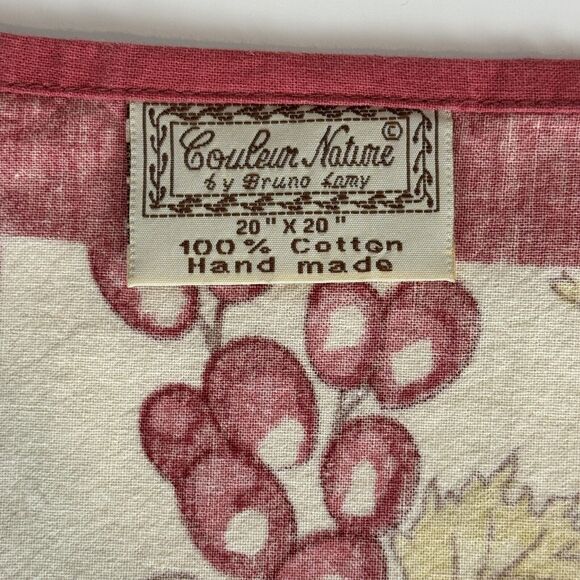 Couleur Nature ©
by Bruno Lamy
20" X 20"
100% Cotton
Hand made